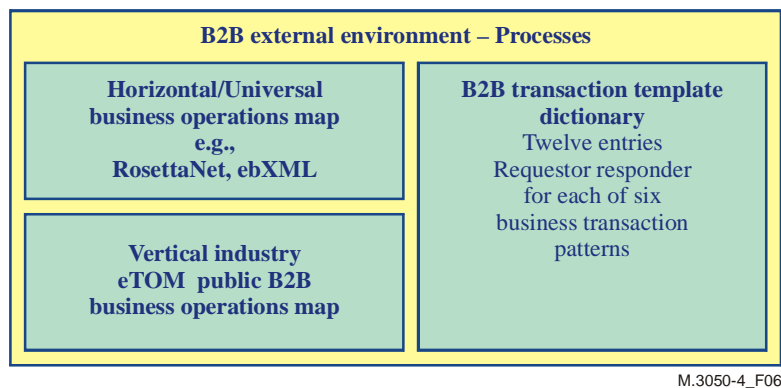 B2B external environment – Processes
Horizontal/Universal
business operations map
e.g.,
RosettaNet, ebXML
Vertical industry
eTOM  public B2B
business operations map
B2B transaction template
dictionary
Twelve entries
Requestor responder
for each of six
business transaction
patterns
M.3050-4_F06